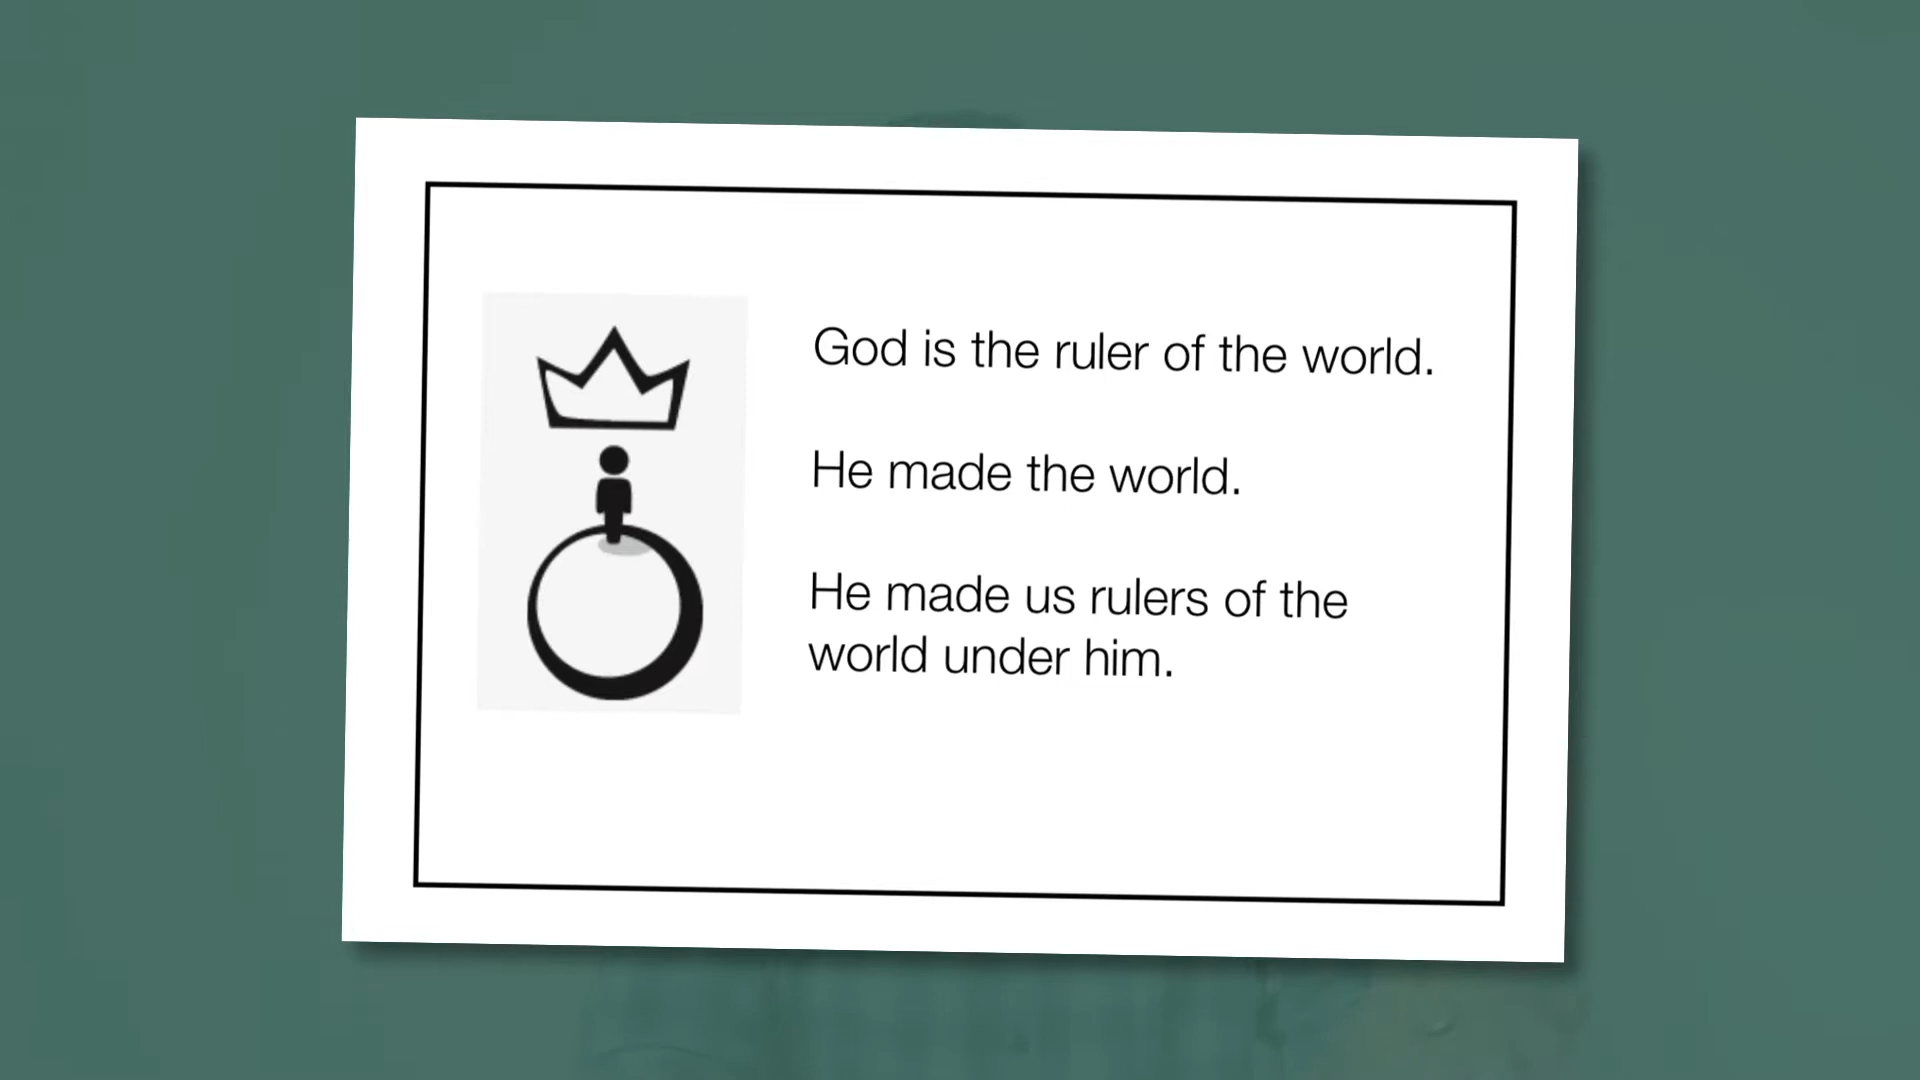 God is the ruler of the world.
He made the world.
He made us rulers of the
world under him.